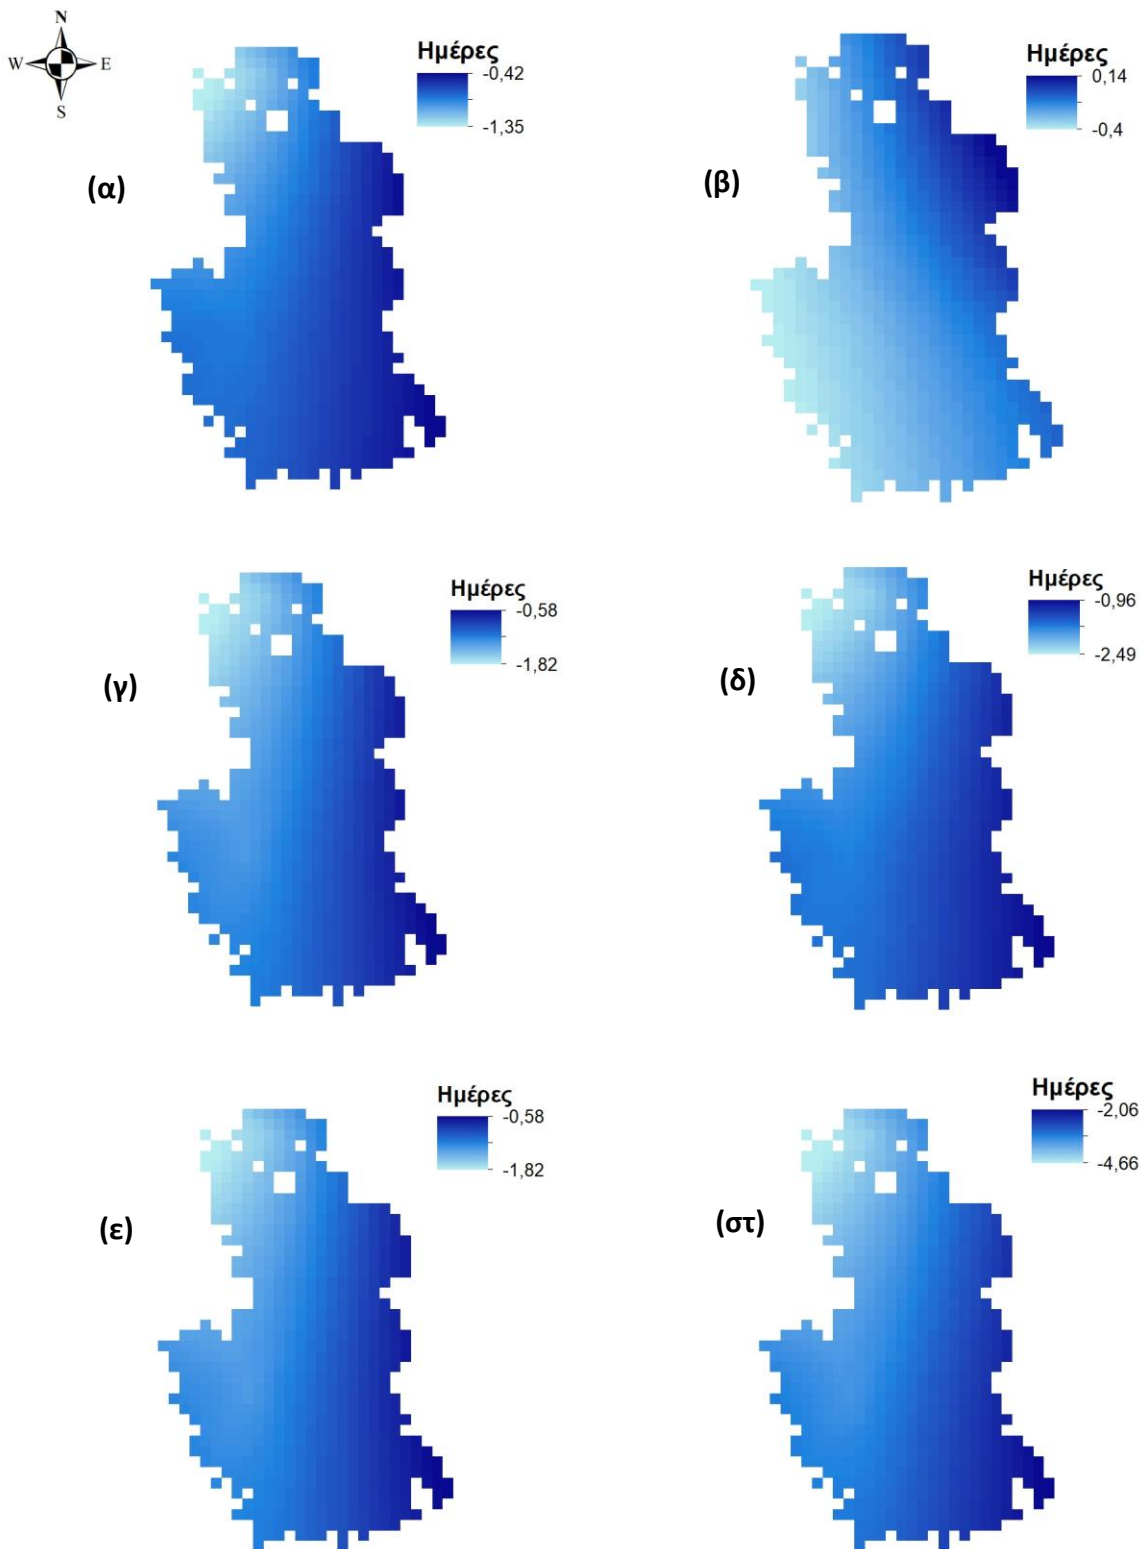 N
W E
S
Ημέρες
-0,42
-1,35
(α)
Ημέρες
0,14
-0,4
(β)
Ημέρες
-0,58
-1,82
(γ)
Ημέρες
-0,96
-2,49
(δ)
Ημέρες
-0,58
-1,82
(ε)
Ημέρες
-2,06
-4,66
(στ)